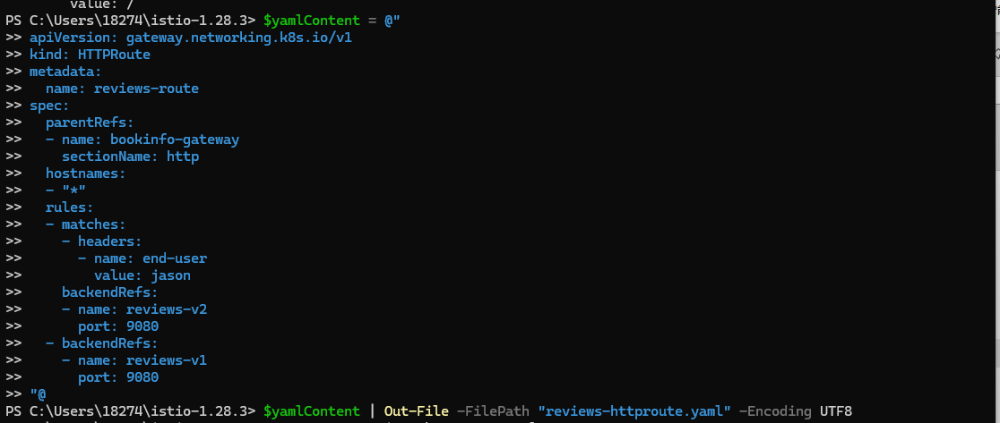 value: /
PS C:\Users\18274\istio-1.28.3> $yamlContent = @"
>> apiVersion: gateway.networking.k8s.io/v1
>> kind: HTTPRoute
>> metadata:
>>   name: reviews-route
>> spec:
>>   parentRefs:
>>   - name: bookinfo-gateway
>>     sectionName: http
>>   hostnames:
>>   - "*"
>>   rules:
>>   - matches:
>>     - headers:
>>       - name: end-user
>>         value: jason
>>     backendRefs:
>>     - name: reviews-v2
>>       port: 9080
>>   - backendRefs:
>>     - name: reviews-v1
>>       port: 9080
>> "@
PS C:\Users\18274\istio-1.28.3> $yamlContent | Out-File -FilePath "reviews-httproute.yaml" -Encoding UTF8